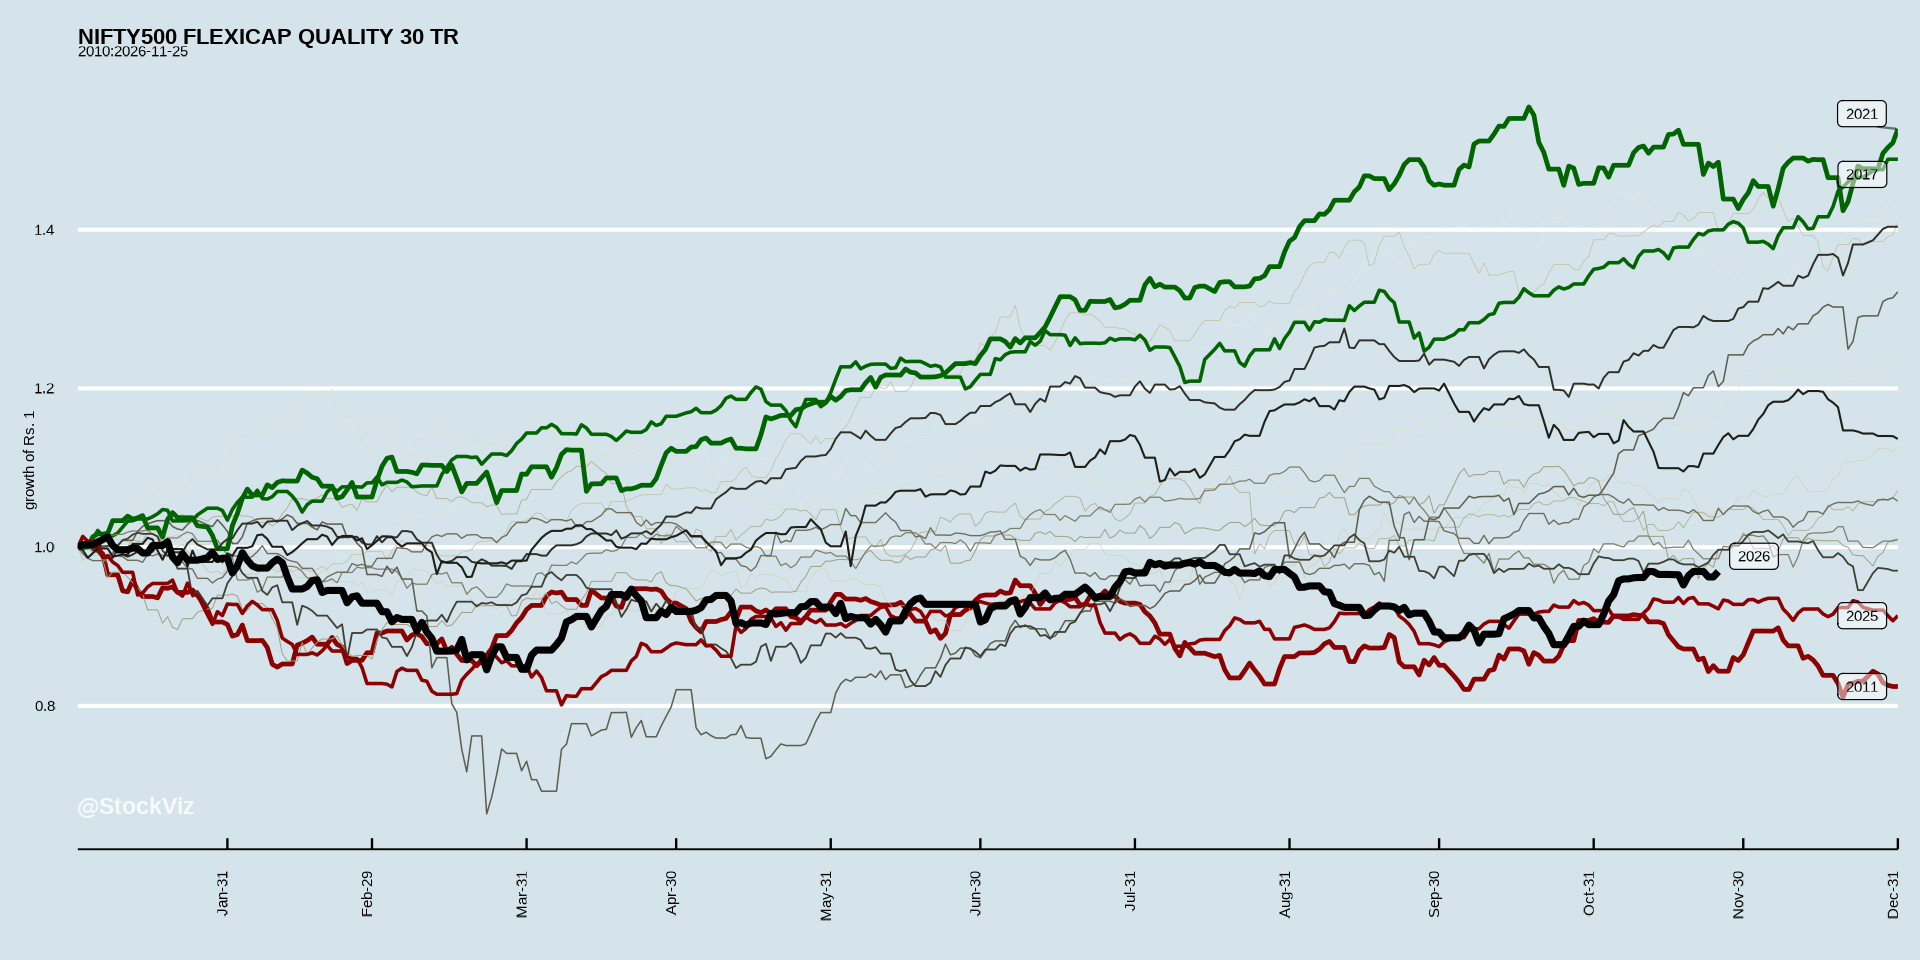 NIFTY500 FLEXICAP QUALITY 30 TR
2010:2026-11-25
2021
2017
2026
2025
2011
1.4
1.2
1.0
0.8
growth of Rs. 1
@StockViz
Jan-31
Feb-29
Mar-31
Apr-30
May-31
Jun-30
Jul-31
Aug-31
Sep-30
Oct-31
Nov-30
Dec-31